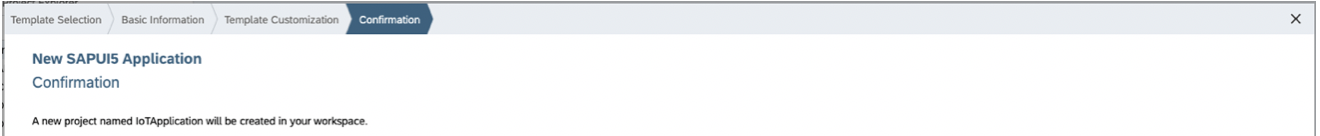 Template Selection Basic Information Template Customization Confirmation
New SAPUI5 Application
Confirmation
A new project named IoTApplication will be created in your workspace.